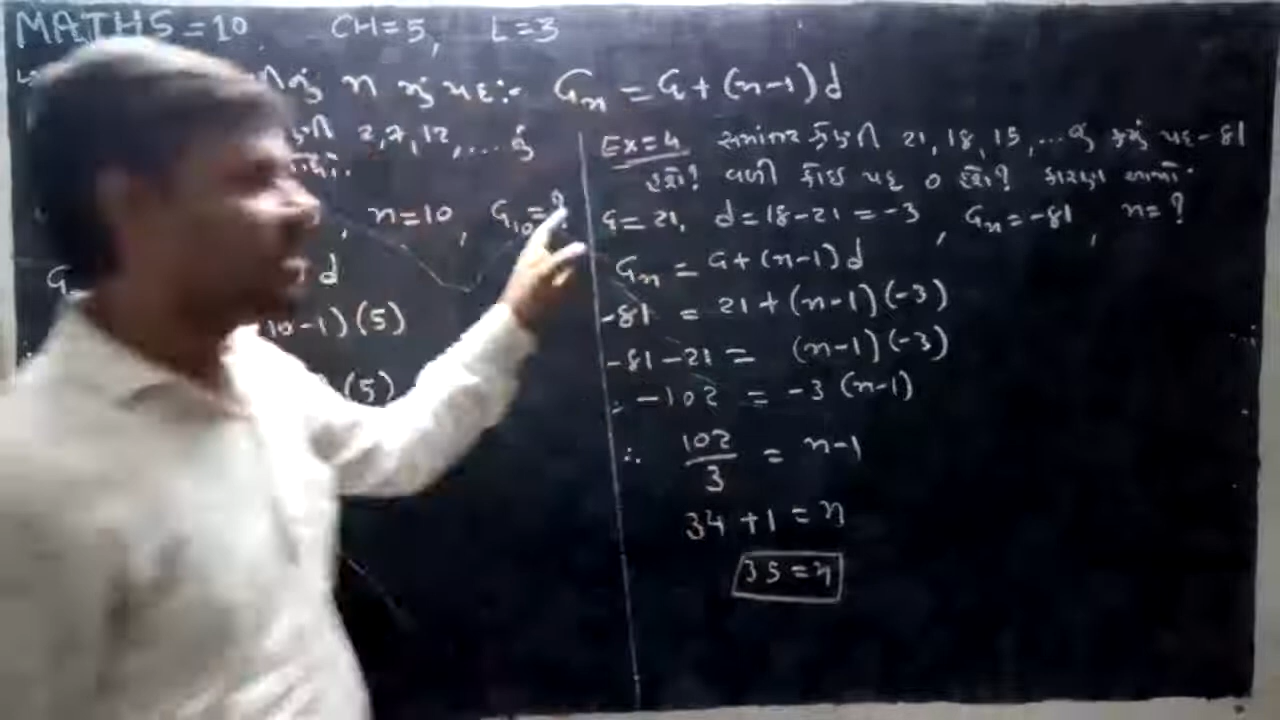 MATHS = 10, CH = 5, L = 3
નું n મું પદ :- an = a + (n-1) d
2, 7, 12, ... નું
n = 10, a10 = ?
d
(10-1) (5)
(5)
Ex = 4 સમાંતર શ્રેણી 21, 18, 15, ... નું કયું પદ - 81
હશે? વળી કોઈ પદ 0 હશે? કારણ આપો.
a = 21, d = 18 - 21 = -3, an = -81, n = ?
an = a + (n-1) d
-81 = 21 + (n-1) (-3)
-81 - 21 = (n-1) (-3)
∴ -102 = -3 (n-1)
∴ 102/3 = n-1
34 + 1 = n
35 = n